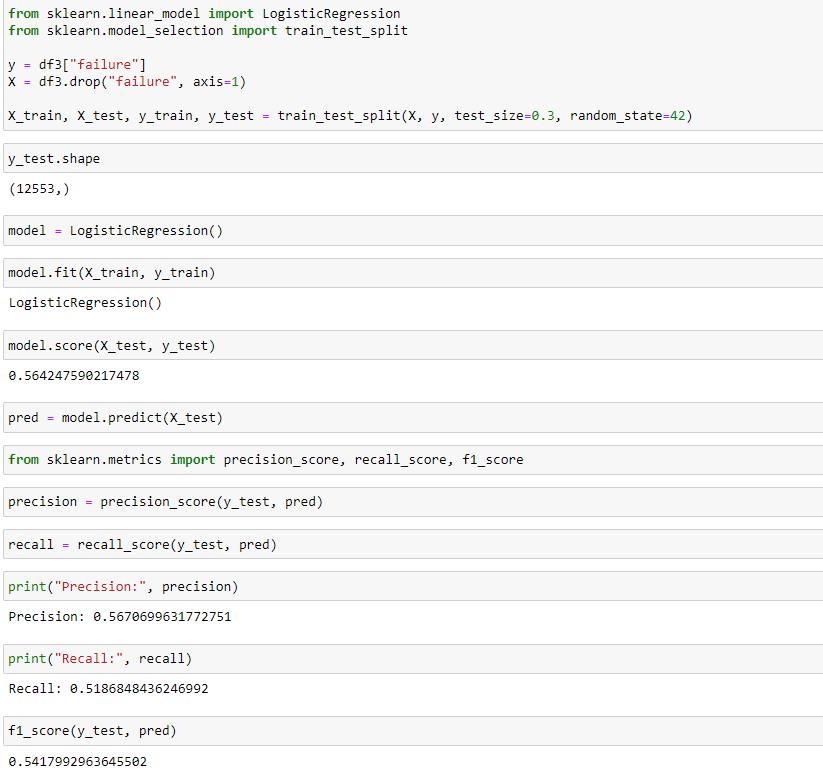 from sklearn.linear_model import LogisticRegression
from sklearn.model_selection import train_test_split
y = df3["failure"]
X = df3.drop("failure", axis=1)
X_train, X_test, y_train, y_test = train_test_split(X, y, test_size=0.3, random_state=42)
y_test.shape
(12553,)
model = LogisticRegression()
model.fit(X_train, y_train)
LogisticRegression()
model.score(X_test, y_test)
0.564247590217478
pred = model.predict(X_test)
from sklearn.metrics import precision_score, recall_score, f1_score
precision = precision_score(y_test, pred)
recall = recall_score(y_test, pred)
print("Precision:", precision)
Precision: 0.5670699631772751
print("Recall:", recall)
Recall: 0.5186848436246992
f1_score(y_test, pred)
0.5417992963645502